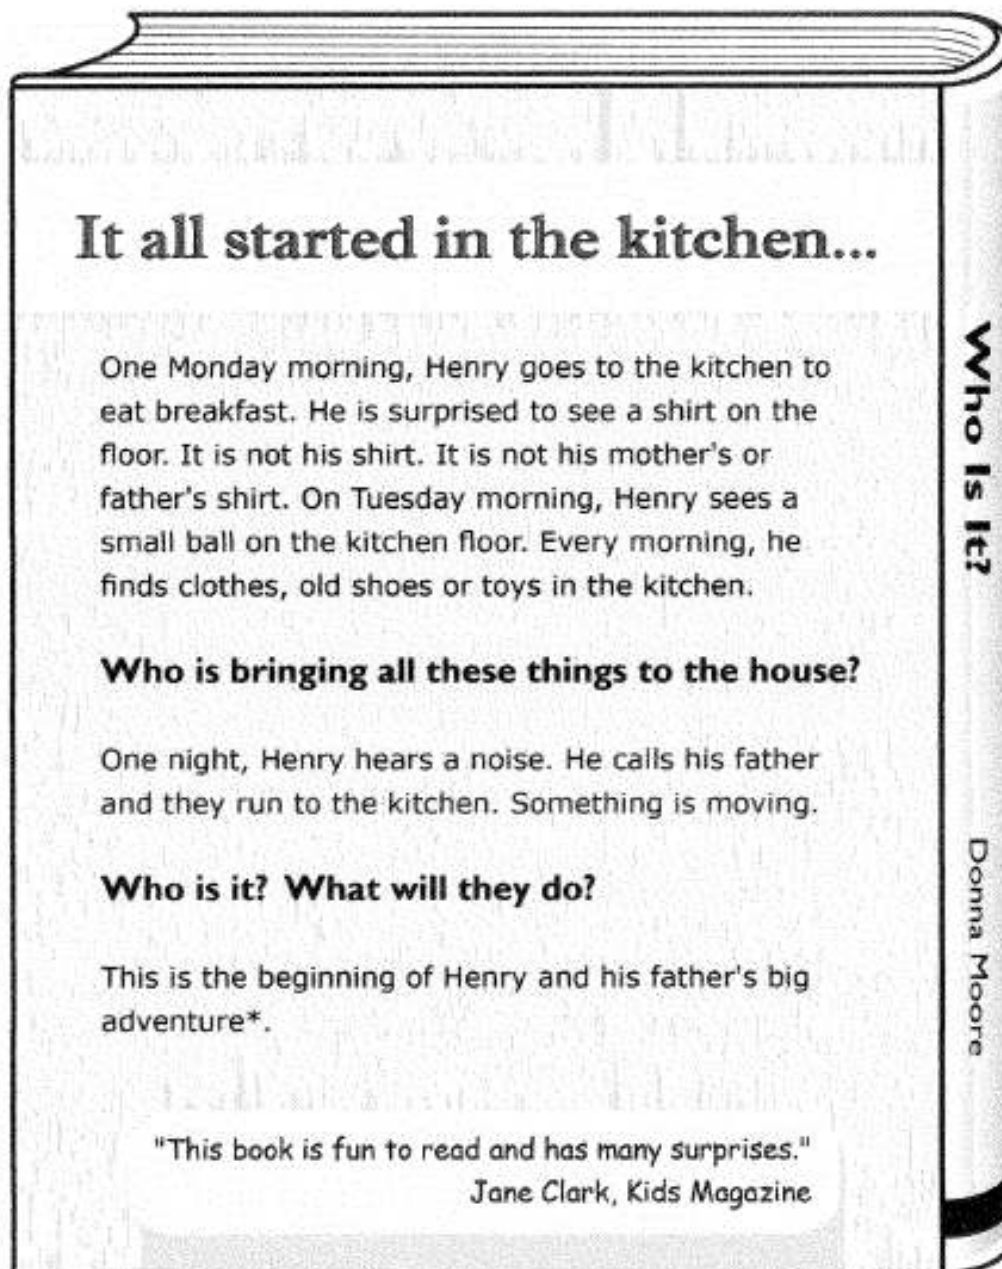 It all started in the kitchen...
One Monday morning, Henry goes to the kitchen to
eat breakfast. He is surprised to see a shirt on the
floor. It is not his shirt. It is not his mother's or
father's shirt. On Tuesday morning, Henry sees a
small ball on the kitchen floor. Every morning, he
finds clothes, old shoes or toys in the kitchen.
Who is bringing all these things to the house?
One night, Henry hears a noise. He calls his father
and they run to the kitchen. Something is moving.
Who is it? What will they do?
This is the beginning of Henry and his father's big
adventure*.
"This book is fun to read and has many surprises."
Jane Clark, Kids Magazine
Who Is It?
Donna Moore